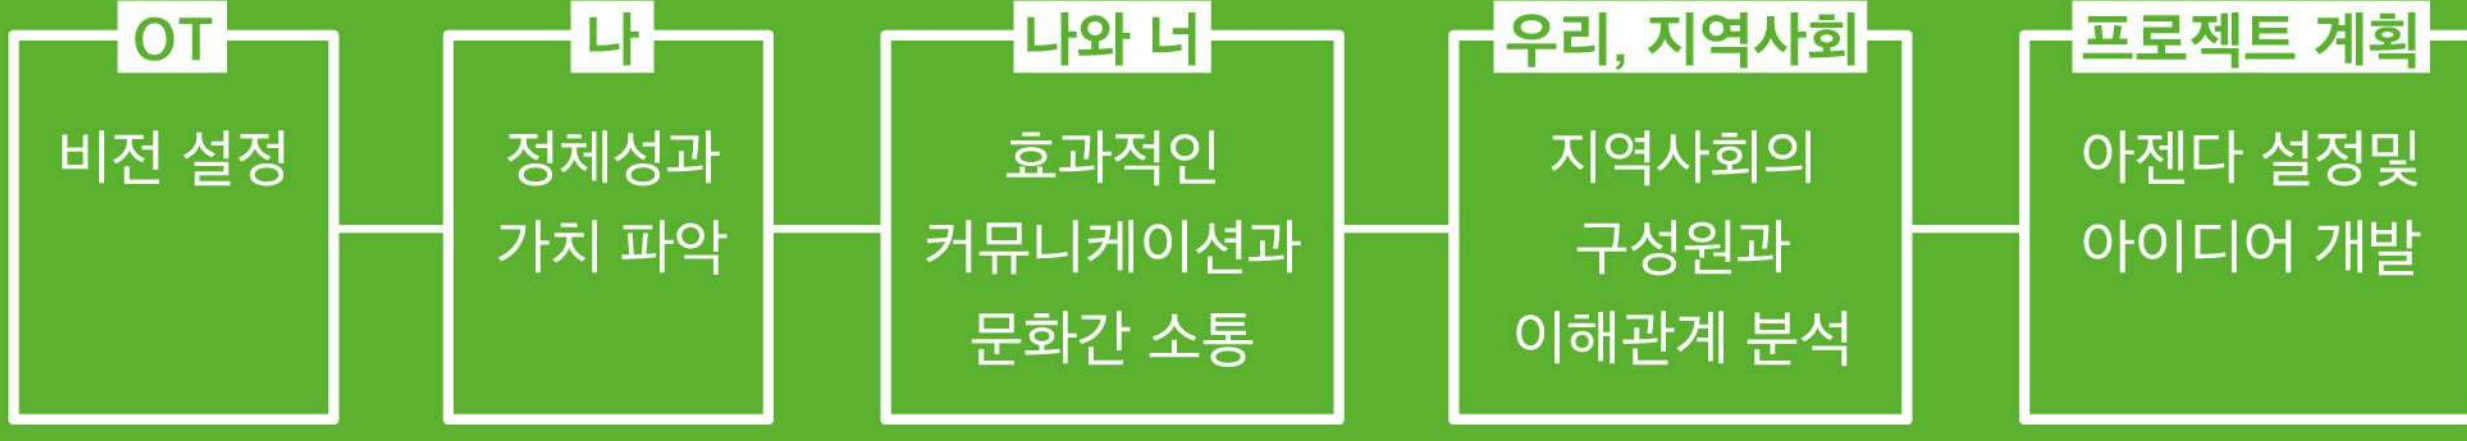 OT
비전 설정
나
정체성과
가치 파악
나와 너
효과적인
커뮤니케이션과
문화간 소통
우리, 지역사회
지역사회의
구성원과
이해관계 분석
프로젝트 계획
아젠다 설정및
아이디어 개발